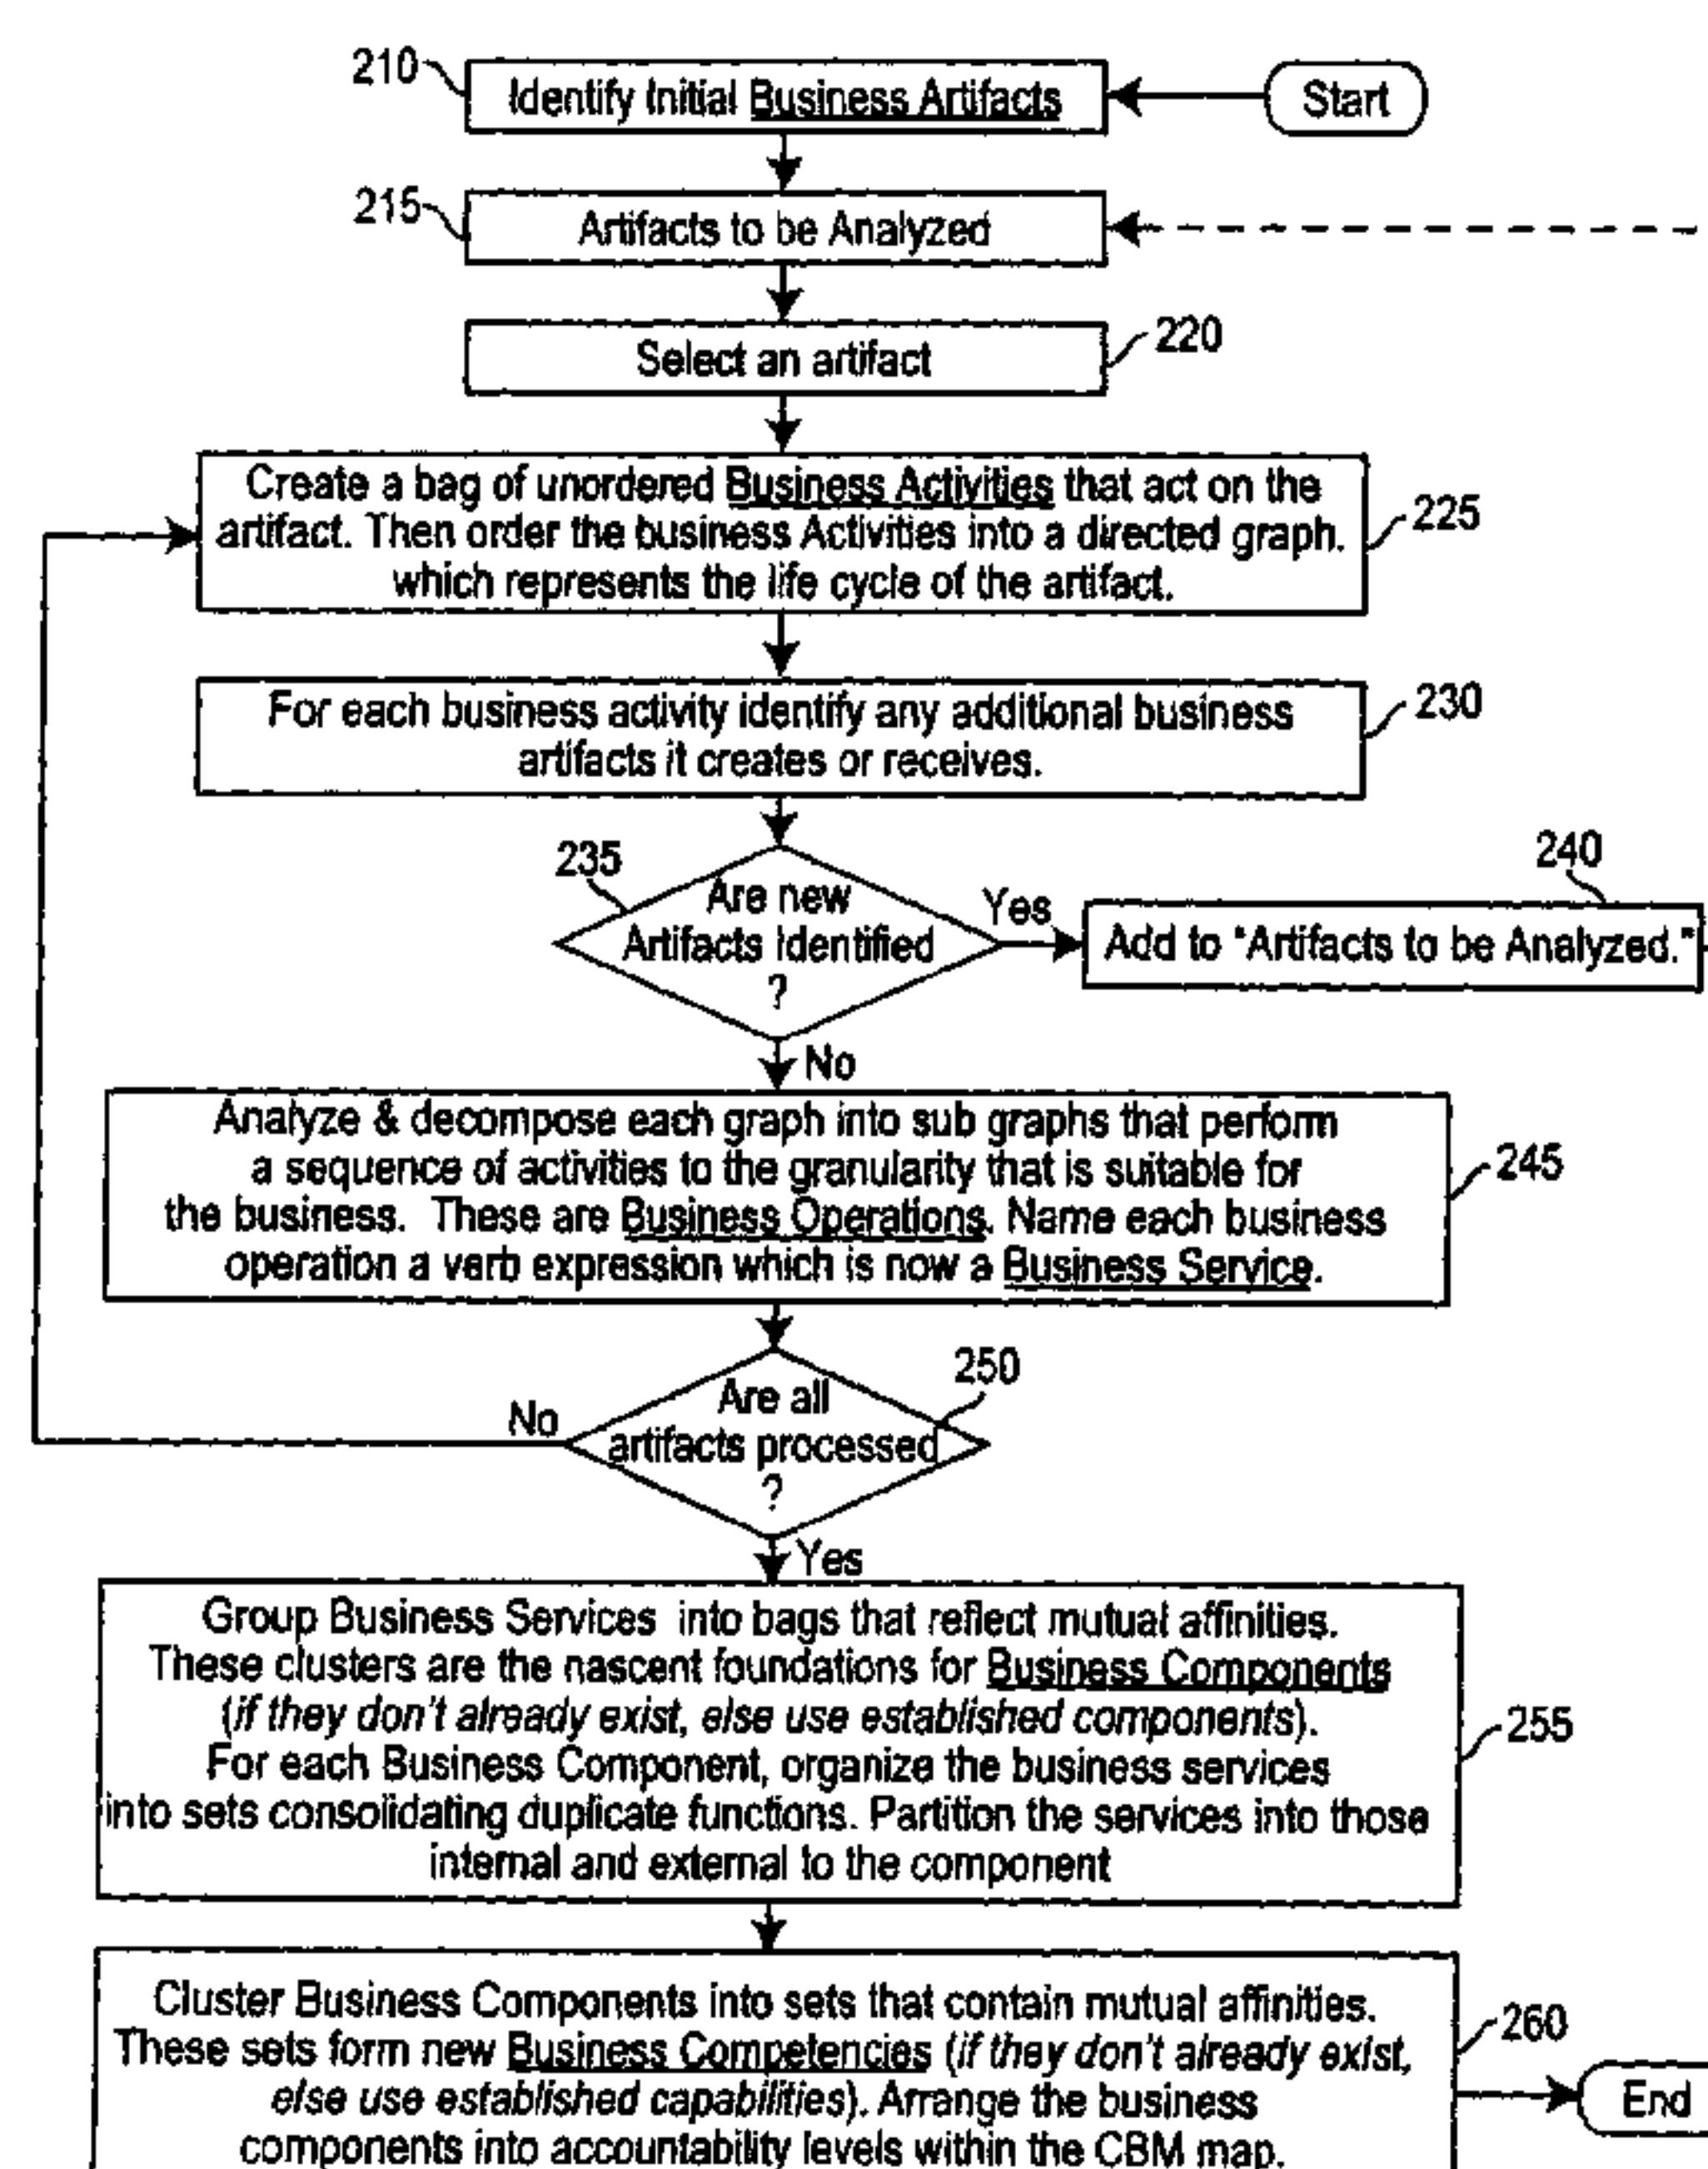 210
Identify Initial Business Artifacts
Start
215
Artifacts to be Analyzed
Select an artifact
220
Create a bag of unordered Business Activities that act on the
artifact. Then order the business Activities into a directed graph.
which represents the life cycle of the artifact.
225
For each business activity identify any additional business
artifacts it creates or receives.
230
235
Are new
Artifacts Identified
?
Yes
240
Add to "Artifacts to be Analyzed."
No
Analyze & decompose each graph into sub graphs that perform
a sequence of activities to the granularity that is suitable for
the business. These are Business Operations. Name each business
operation a verb expression which is now a Business Service.
245
250
Are all
artifacts processed
?
No
Yes
Group Business Services into bags that reflect mutual affinities.
These clusters are the nascent foundations for Business Components
(if they don't already exist, else use established components).
For each Business Component, organize the business services
into sets consolidating duplicate functions. Partition the services into those
internal and external to the component
255
Cluster Business Components into sets that contain mutual affinities.
These sets form new Business Competencies (if they don't already exist,
else use established capabilities). Arrange the business
components into accountability levels within the CBM map.
260
End